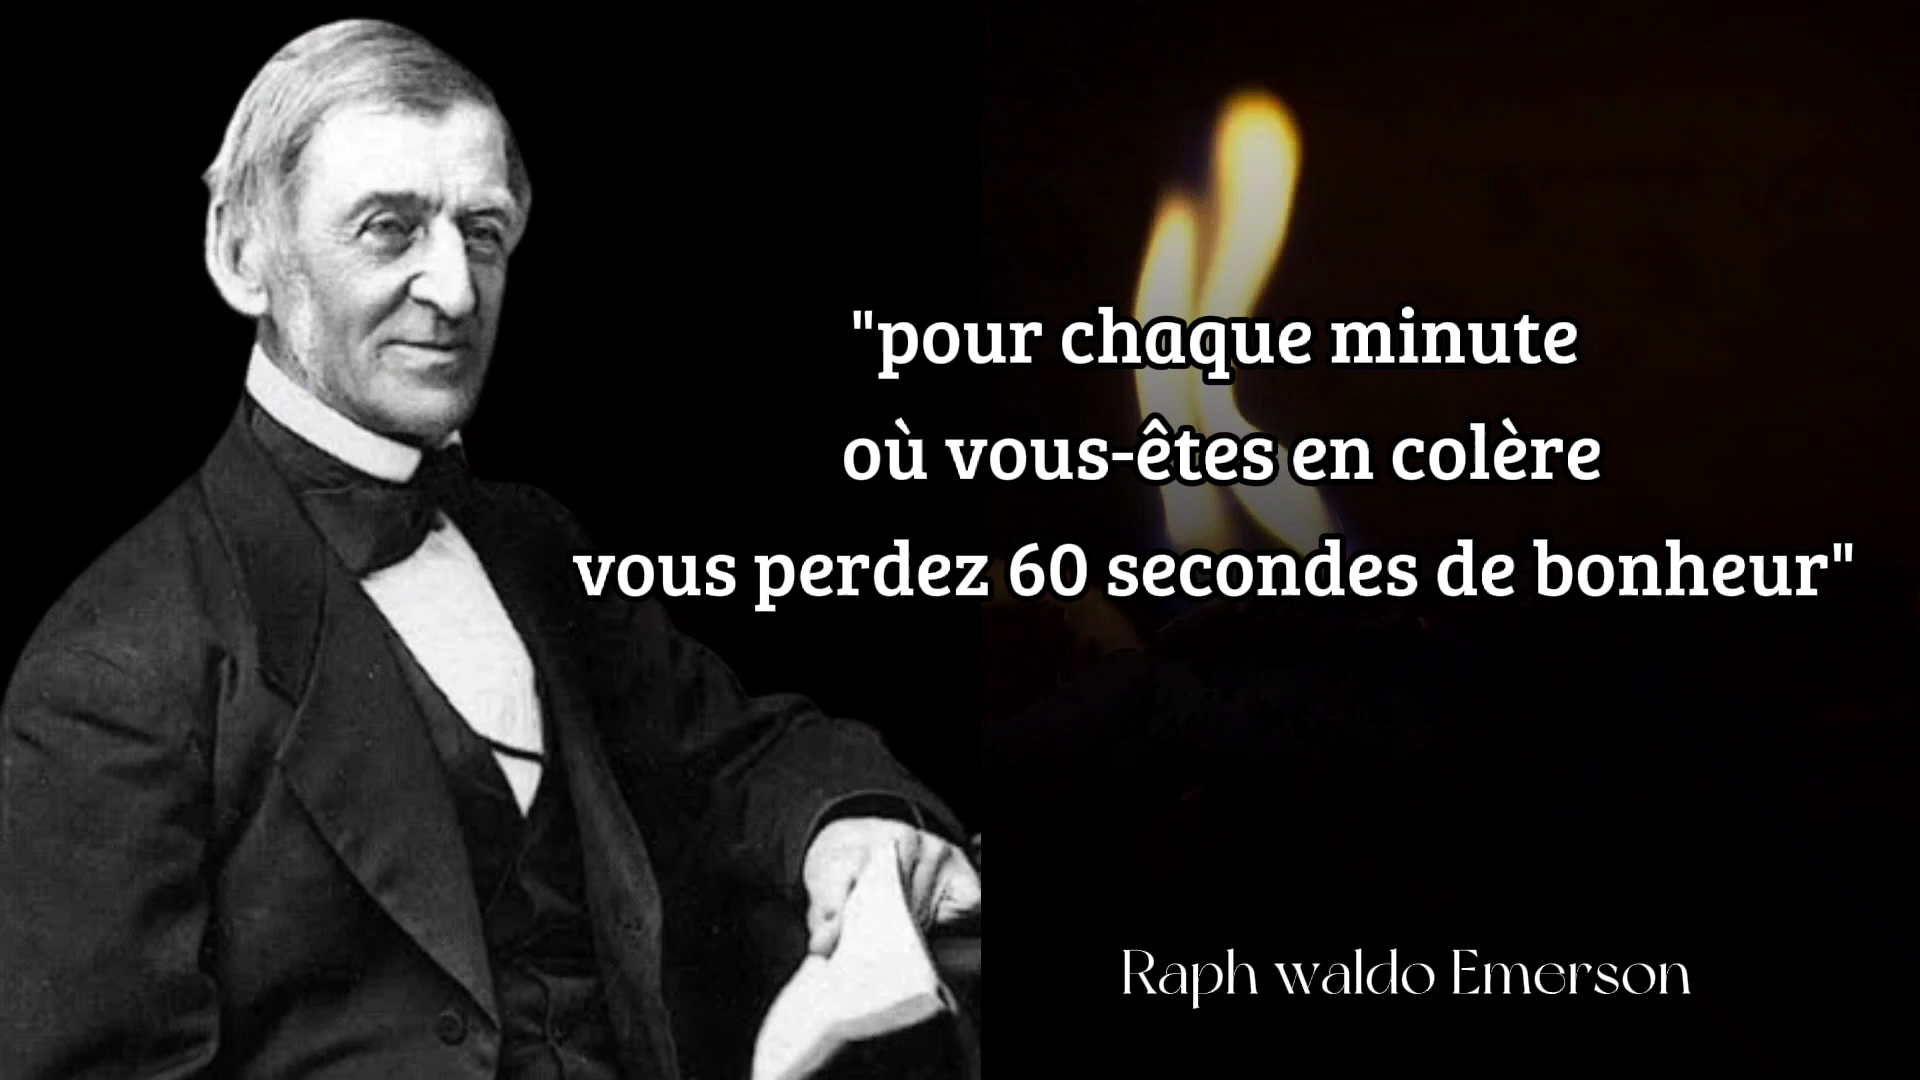 "pour chaque minute
où vous-êtes en colère
vous perdez 60 secondes de bonheur"
Raph waldo Emerson